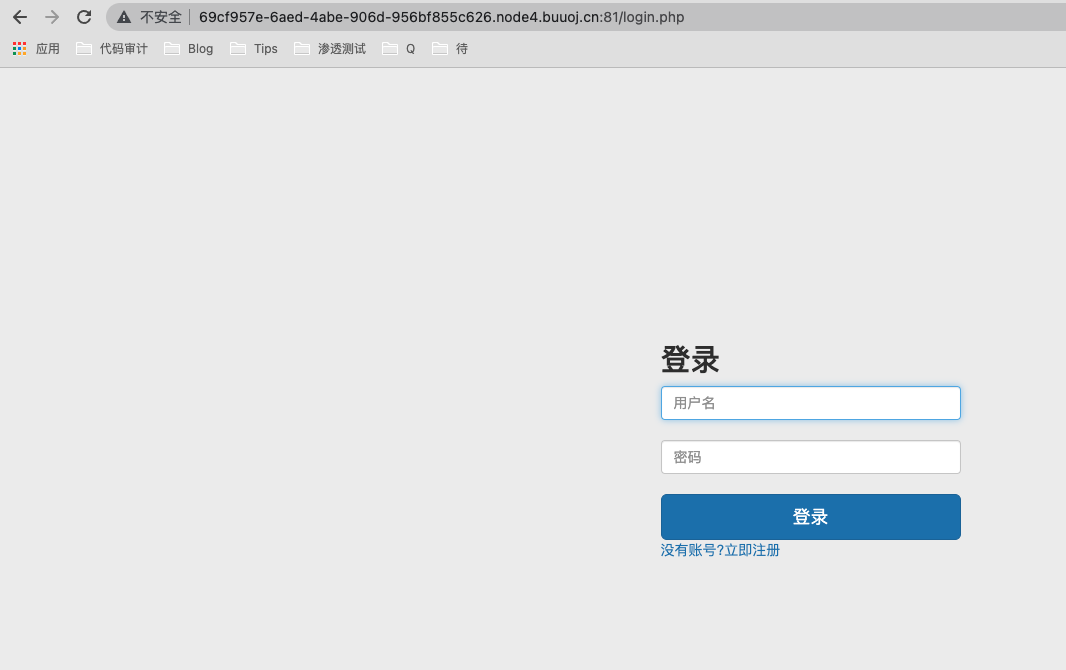 不安全 69cf957e-6aed-4abe-906d-956bf855c626.node4.buuoj.cn:81/login.php
应用 代码审计 Blog Tips 渗透测试 Q 待
登录
用户名
密码
登录
没有账号?立即注册